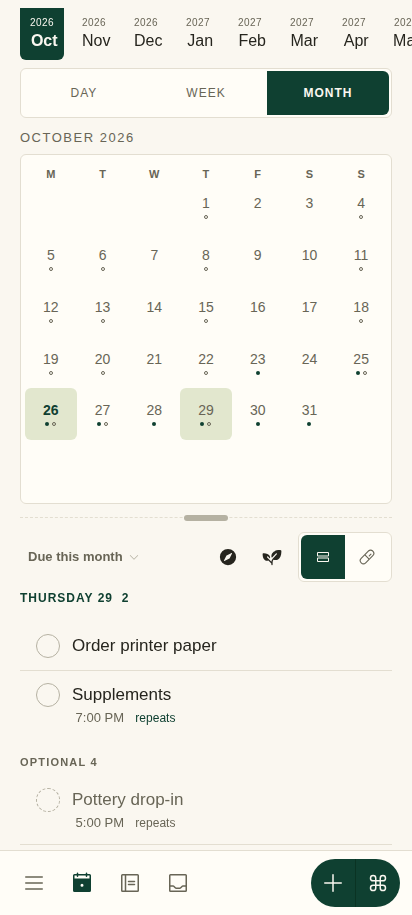 2026 2026 2026 2027 2027 2027 2027 202
Oct Nov Dec Jan Feb Mar Apr Ma
DAY WEEK MONTH
OCTOBER 2026
M T W T F S S
1 2 3 4
5 6 7 8 9 10 11
12 13 14 15 16 17 18
19 20 21 22 23 24 25
26 27 28 29 30 31
Due this month
THURSDAY 29 2
Order printer paper
Supplements
7:00 PM repeats
OPTIONAL 4
Pottery drop-in
5:00 PM repeats